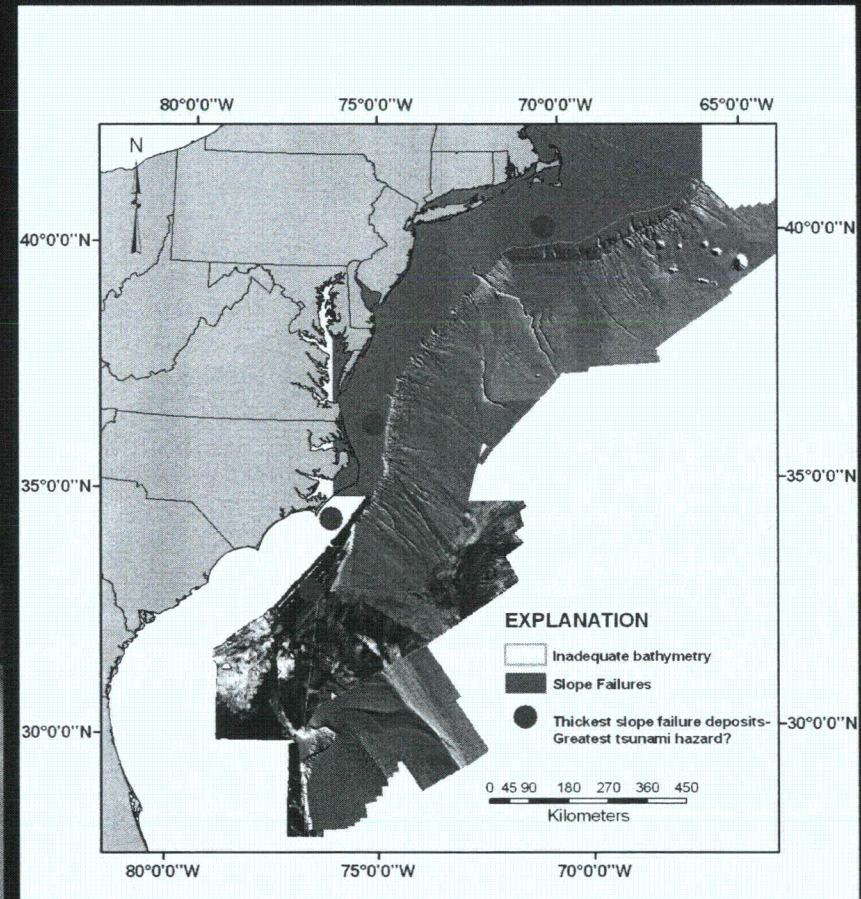 80°0'0"W 75°0'0"W 70°0'0"W 65°0'0"W
N
40°0'0"N 40°0'0"N
35°0'0"N 35°0'0"N
EXPLANATION
Inadequate bathymetry
Slope Failures
30°0'0"N 30°0'0"N
Thickest slope failure deposits-
Greatest tsunami hazard?
0 45 90 180 270 360 450
Kilometers
80°0'0"W 75°0'0"W 70°0'0"W